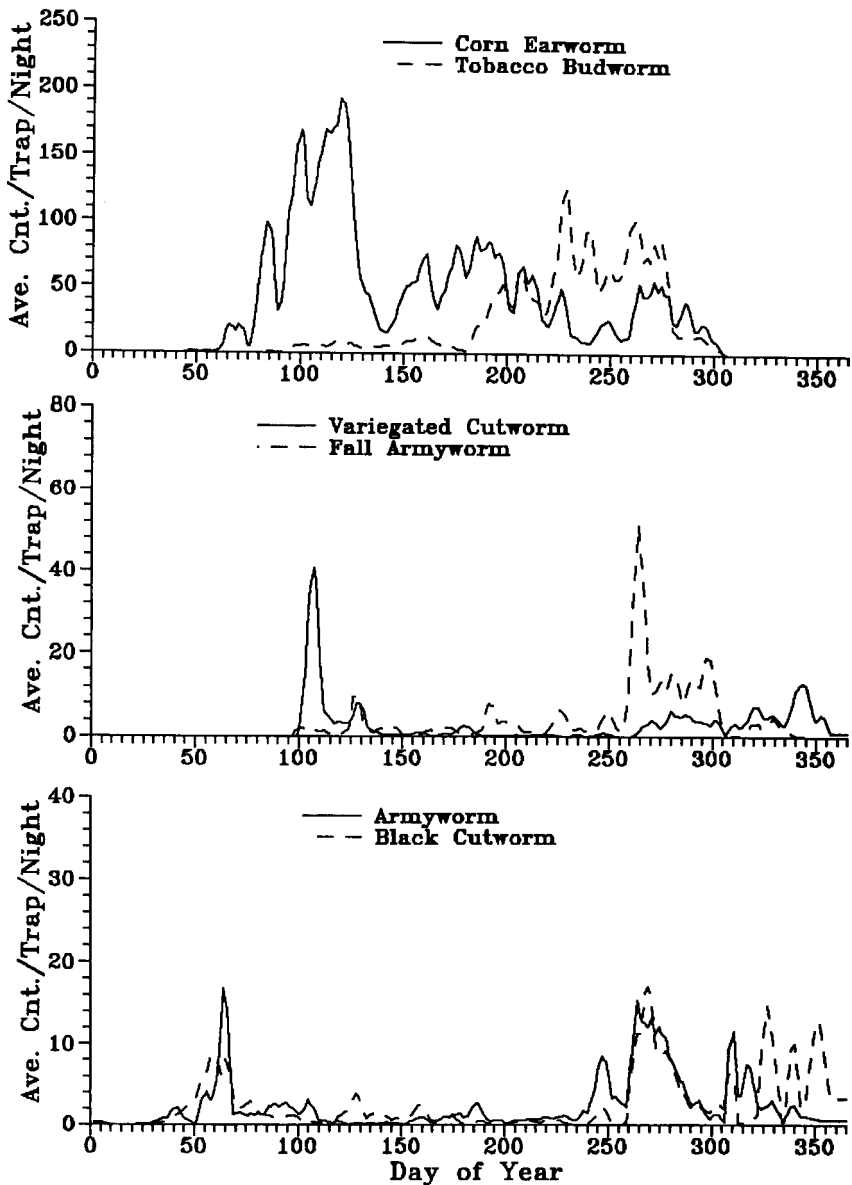 250
200
150
100
50
0
Ave. Cnt./Trap/Night
Corn Earworm
Tobacco Budworm
0 50 100 150 200 250 300 350
80
60
40
20
0
Ave. Cnt./Trap/Night
Variegated Cutworm
Fall Armyworm
0 50 100 150 200 250 300 350
40
30
20
10
0
Ave. Cnt./Trap/Night
Armyworm
Black Cutworm
0 50 100 150 200 250 300 350
Day of Year